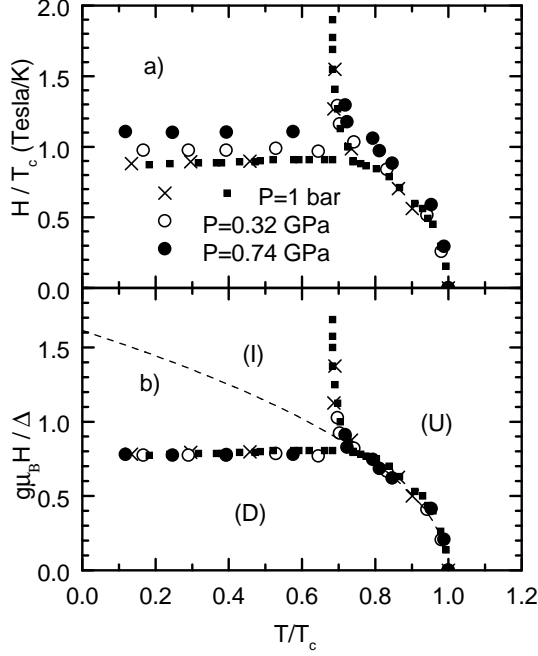 2.0
1.5
1.0
0.5
0.0
H / T_c (Tesla/K)
a)
P=1 bar
P=0.32 GPa
P=0.74 GPa
1.5
1.0
0.5
0.0
gμ_BH / Δ
b)
(I)
(U)
(D)
0.0 0.2 0.4 0.6 0.8 1.0 1.2
T/T_c